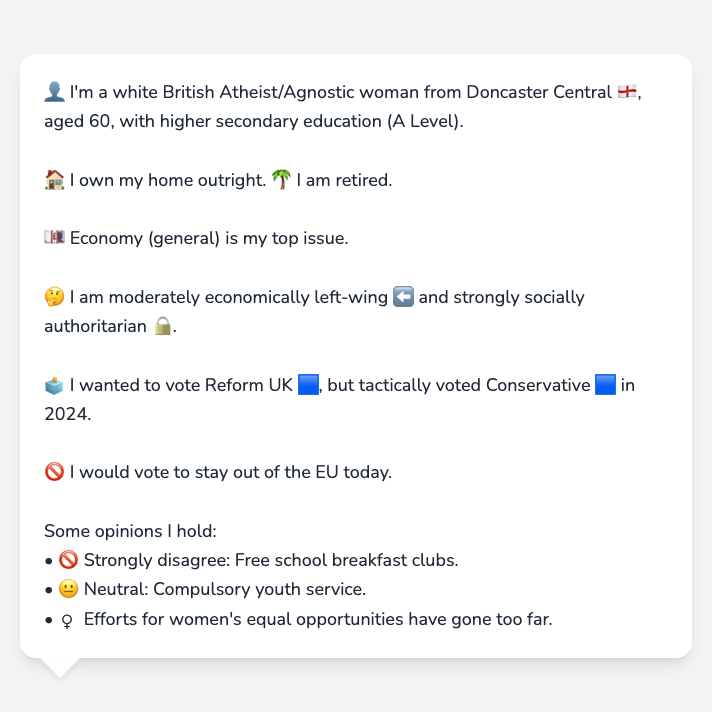 👤 I'm a white British Atheist/Agnostic woman from Doncaster Central 🏴󠁧󠁢󠁥󠁮󠁧󠁿,
aged 60, with higher secondary education (A Level).
🏠 I own my home outright. 🌴 I am retired.
💷 Economy (general) is my top issue.
🤔 I am moderately economically left-wing ⬅️ and strongly socially
authoritarian 🔒.
🗳️ I wanted to vote Reform UK 🟦, but tactically voted Conservative 🟦 in
2024.
🚫 I would vote to stay out of the EU today.
Some opinions I hold:
• 🚫 Strongly disagree: Free school breakfast clubs.
• 😐 Neutral: Compulsory youth service.
• ♀ Efforts for women's equal opportunities have gone too far.